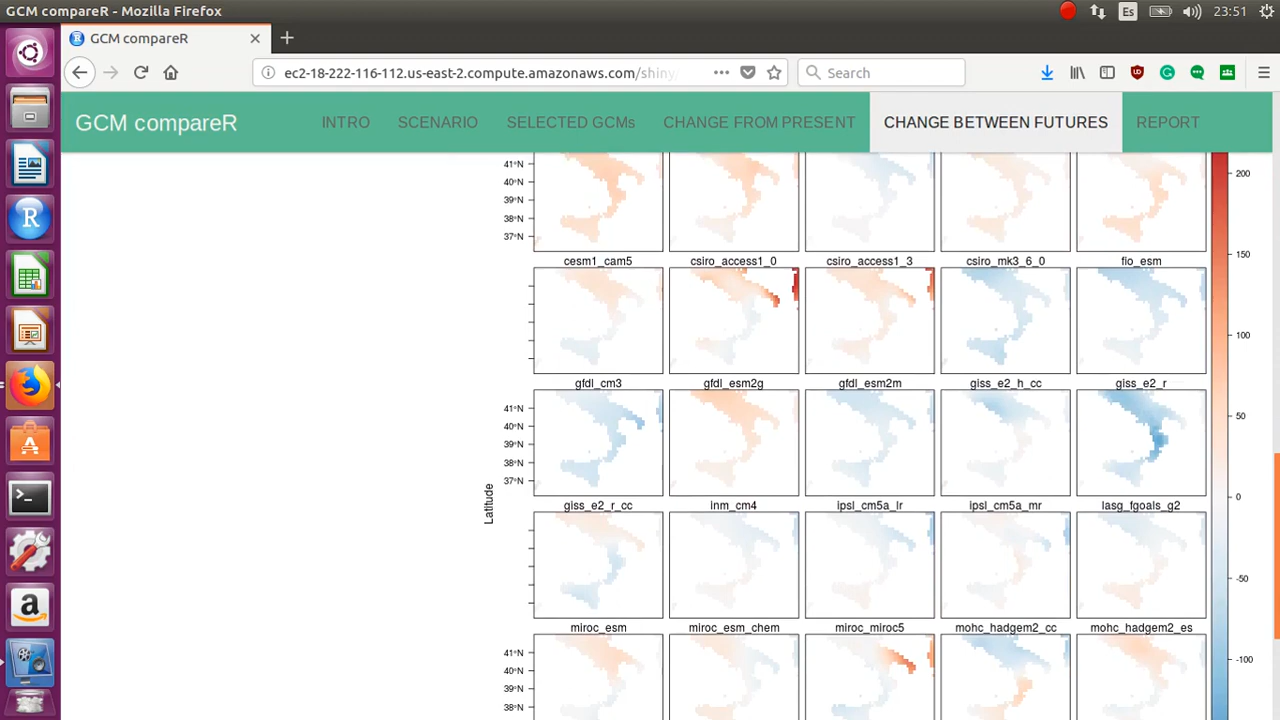 GCM compareR - Mozilla Firefox
Es
23:51
GCM compareR
ec2-18-222-116-112.us-east-2.compute.amazonaws.com/shiny/
Search
GCM compareR
INTRO
SCENARIO
SELECTED GCMs
CHANGE FROM PRESENT
CHANGE BETWEEN FUTURES
REPORT
41°N
40°N
39°N
38°N
37°N
cesm1_cam5 csiro_access1_0 csiro_access1_3 csiro_mk3_6_0 fio_esm
gfdl_cm3 gfdl_esm2g gfdl_esm2m giss_e2_h_cc giss_e2_r
41°N
40°N
39°N
38°N
37°N
Latitude
giss_e2_r_cc inm_cm4 ipsl_cm5a_lr ipsl_cm5a_mr lasg_fgoals_g2
miroc_esm miroc_esm_chem miroc_miroc5 mohc_hadgem2_cc mohc_hadgem2_es
41°N
40°N
39°N
38°N
200
150
100
50
0
-50
-100